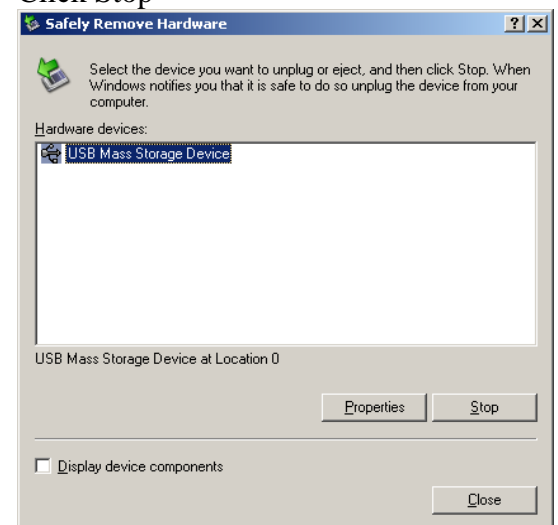 Click Stop
Safely Remove Hardware
Select the device you want to unplug or eject, and then click Stop. When
Windows notifies you that it is safe to do so unplug the device from your
computer.
Hardware devices:
USB Mass Storage Device
USB Mass Storage Device at Location 0
Properties Stop
Display device components
Close